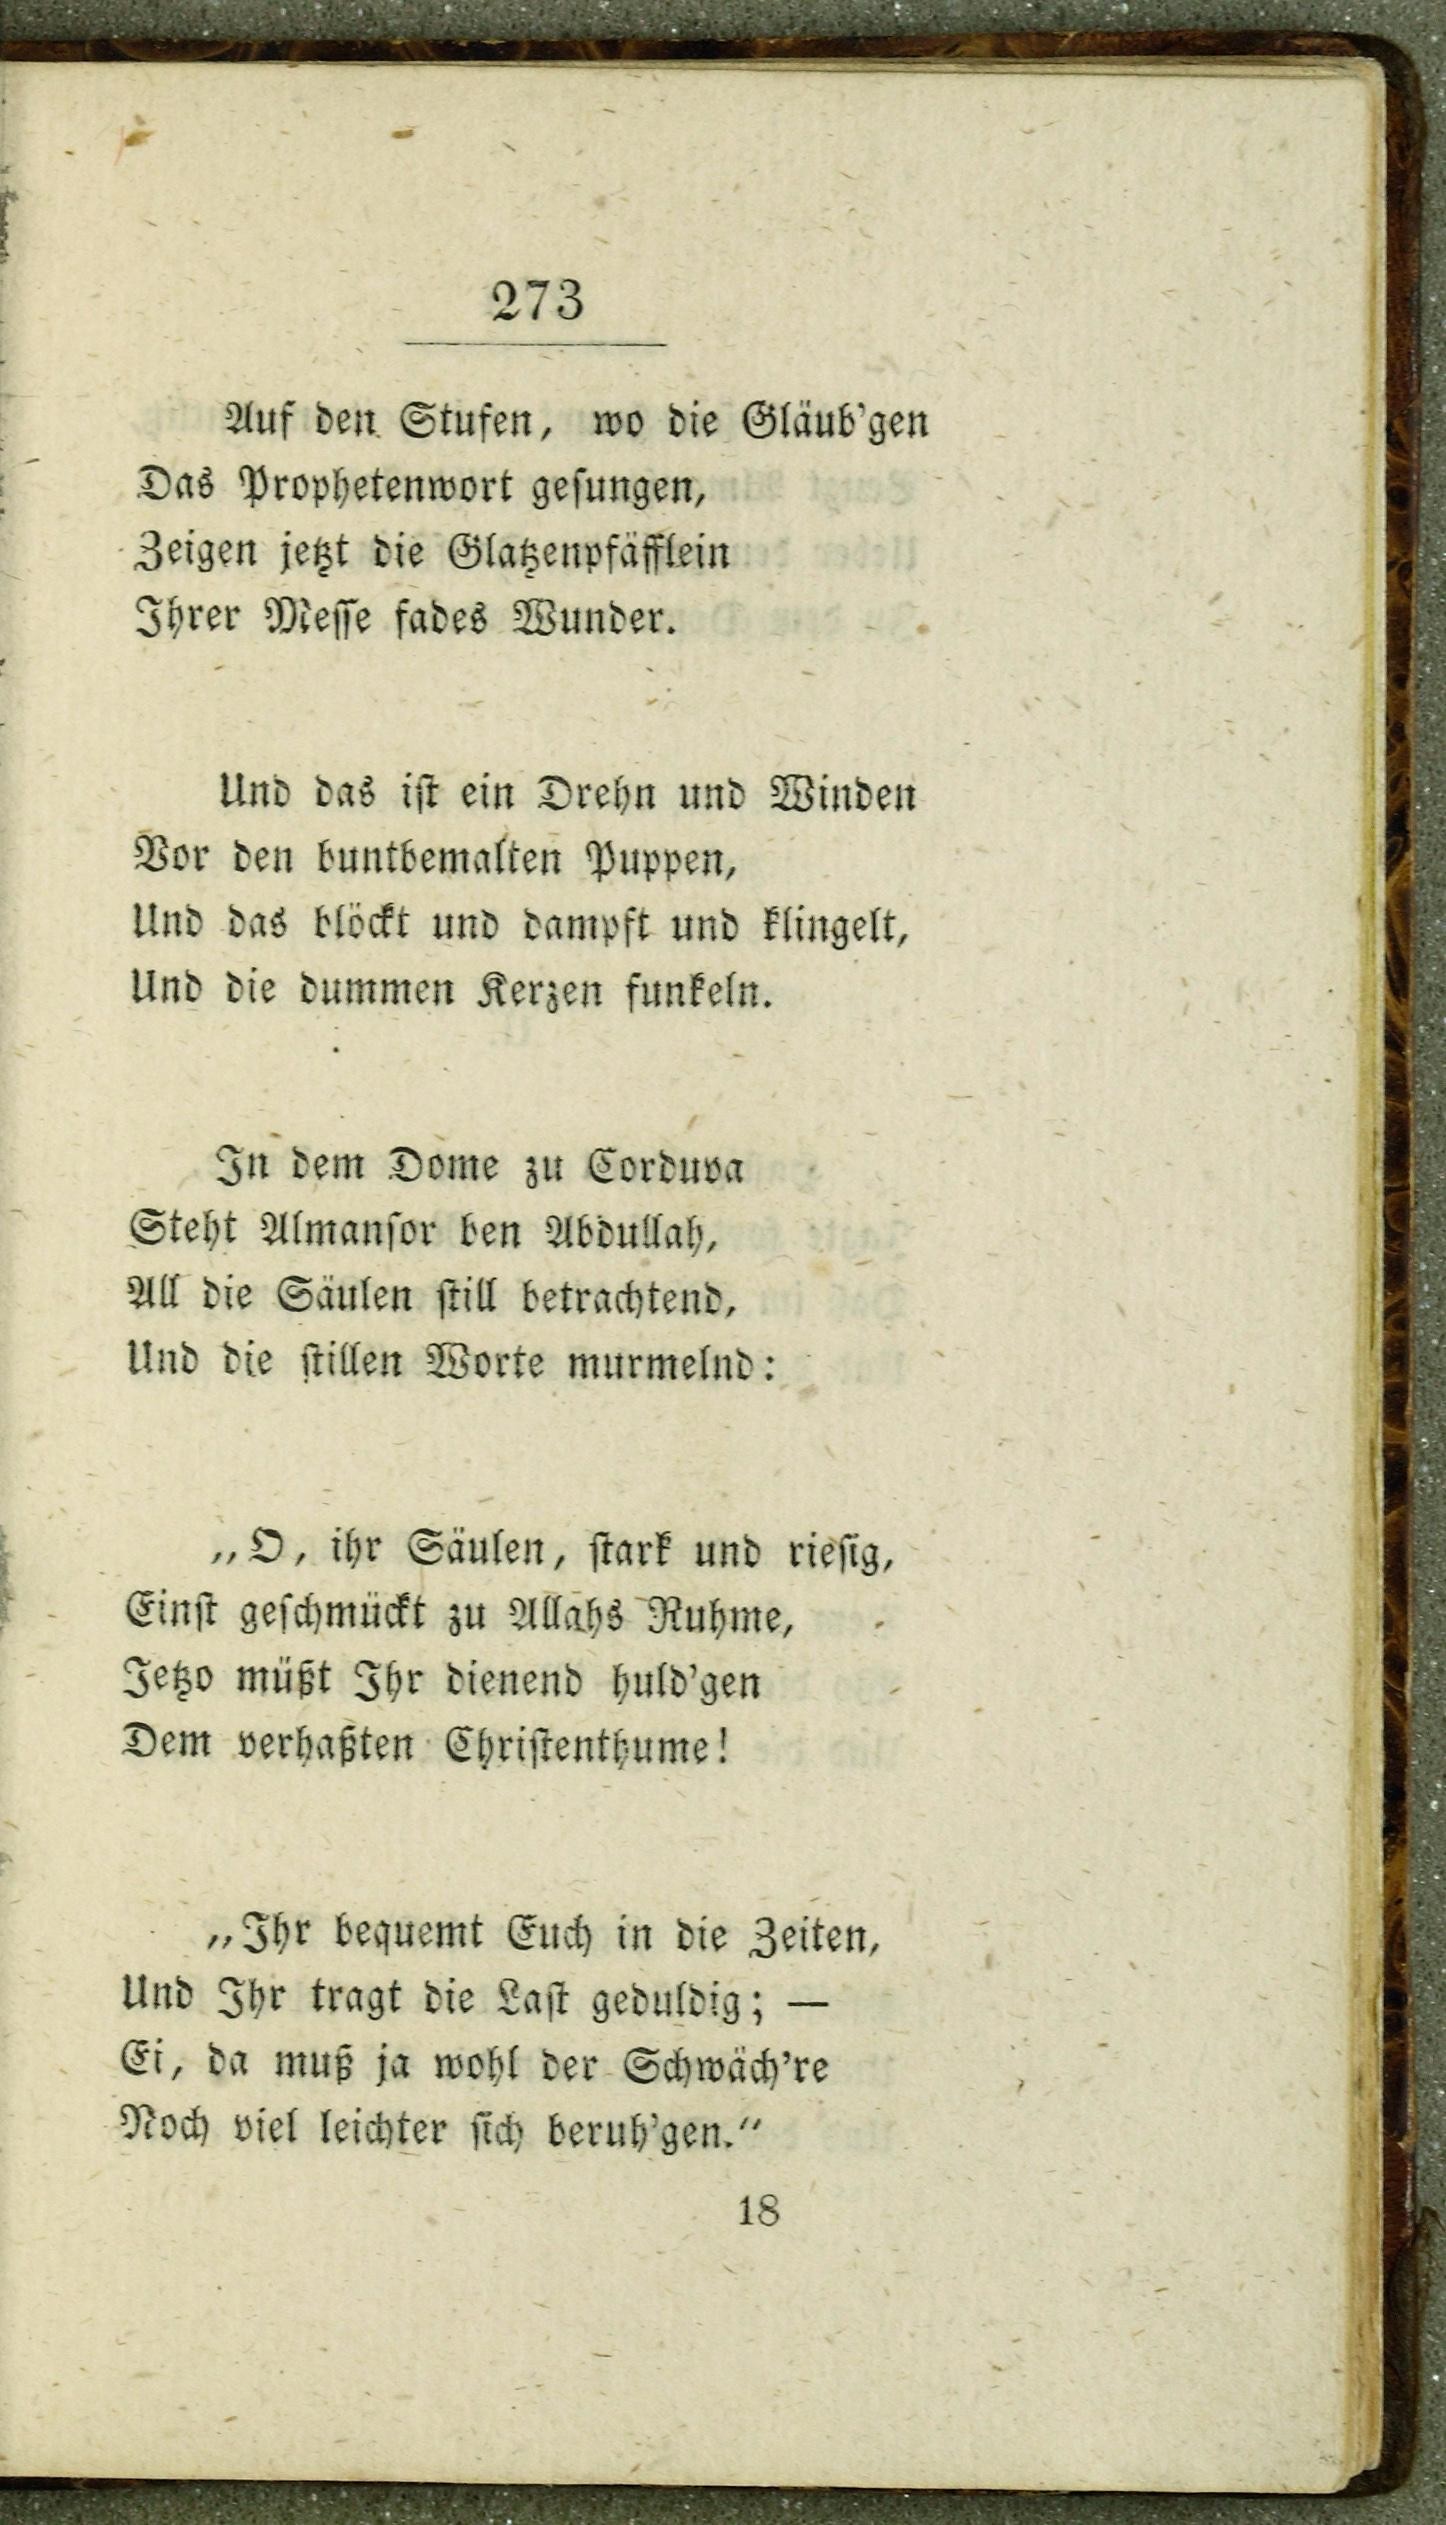 273
Auf den Stufen, wo die Gläub'gen
Das Prophetenwort geſungen,
Zeigen jetzt die Glatzenpfäfflein
Ihrer Meſſe fades Wunder.
Und das iſt ein Drehn und Winden
Vor den buntbemalten Puppen,
Und das blöckt und dampft und klingelt,
Und die dummen Kerzen funkeln.
In dem Dome zu Corduva
Steht Almanſor ben Abdullah,
All die Säulen ſtill betrachtend,
Und die ſtillen Worte murmelnd:
„O, ihr Säulen, ſtark und rieſig,
Einſt geſchmückt zu Allahs Ruhme,
Jetzo müßt Ihr dienend huld'gen
Dem verhaßten Chriſtenthume!
„Ihr bequemt Euch in die Zeiten,
Und Ihr tragt die Laſt geduldig; —
Ei, da muß ja wohl der Schwäch're
Noch viel leichter ſich beruh'gen.“
18